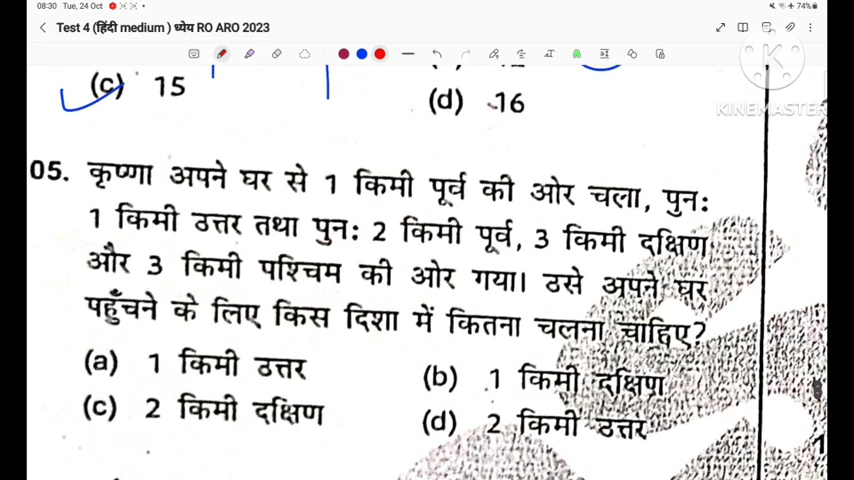 08:30 Tue, 24 Oct
74%
Test 4 (हिंदी medium ) ध्येय RO ARO 2023
KINEMASTER
(c) 15
(d) 16
05. कृष्णा अपने घर से 1 किमी पूर्व की ओर चला, पुनः
1 किमी उत्तर तथा पुनः 2 किमी पूर्व, 3 किमी दक्षिण
और 3 किमी पश्चिम की ओर गया। उसे अपने घर
पहुँचने के लिए किस दिशा में कितना चलना चाहिए?
(a) 1 किमी उत्तर
(b) 1 किमी दक्षिण
(c) 2 किमी दक्षिण
(d) 2 किमी उत्तर